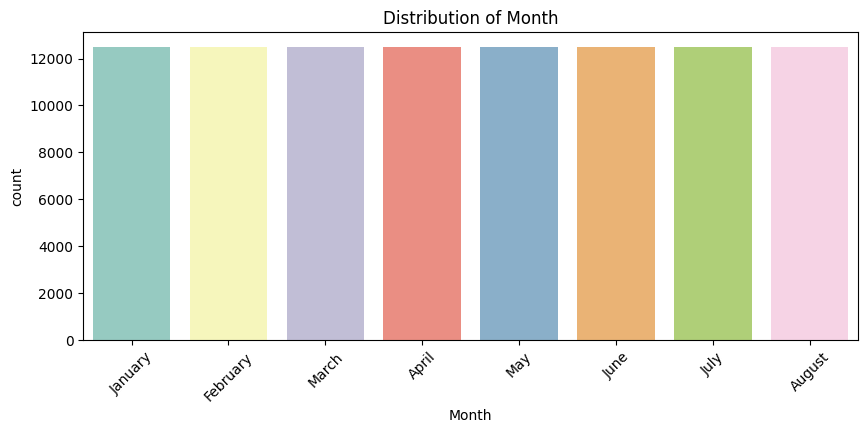 Distribution of Month
count
12000
10000
8000
6000
4000
2000
0
January
February
March
April
May
June
July
August
Month